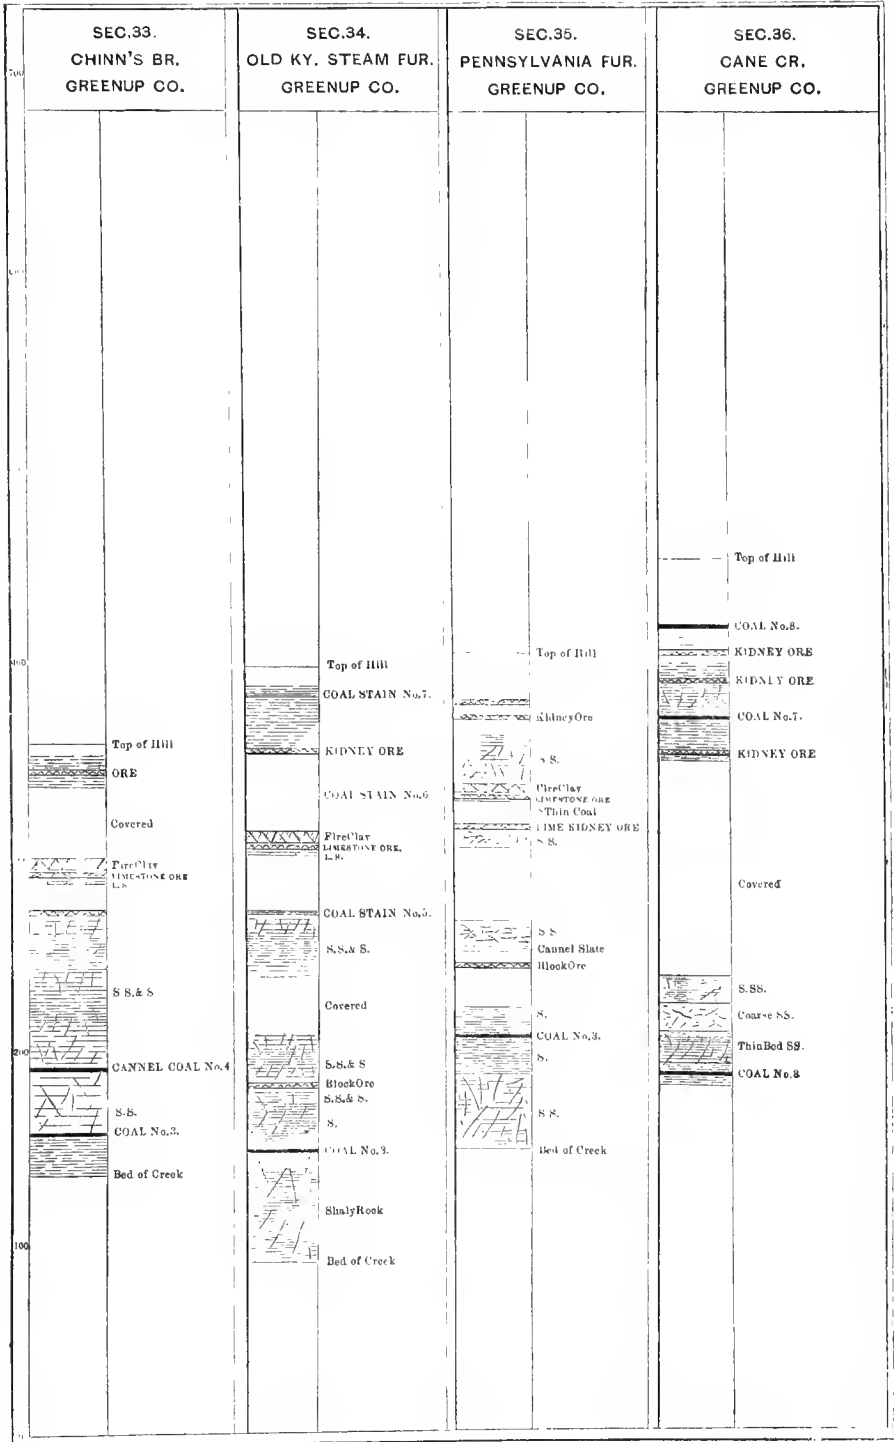 SEC.33.
CHINN'S BR,
GREENUP CO.
Top of Hill
ORE
Covered
FireClay
LIMESTONE ORE
L.S
S S.& S
CANNEL COAL No.4
S.S.
COAL No.3.
Bed of Creek
SEC.34.
OLD KY. STEAM FUR.
GREENUP CO.
Top of Hill
COAL STAIN No.7.
KIDNEY ORE
COAL STAIN No.6
FireClay
LIMESTONE ORE.
L.S.
COAL STAIN No.5.
S.S.& S.
Covered
S.S.& S
BlockOre
S.S.& S.
S.
COAL No.3.
ShalyRock
Bed of Creek
SEC.35.
PENNSYLVANIA FUR.
GREENUP CO.
Top of Hill
KidneyOre
S S.
FireClay
LIMESTONE ORE
Thin Coal
LIME KIDNEY ORE
S S.
S S
Cannel Slate
BlockOre
S.
COAL No.3.
S.
S S.
Bed of Creek
SEC.36.
CANE CR,
GREENUP CO.
Top of Hill
COAL No.8.
KIDNEY ORE
KIDNEY ORE.
COAL No.7.
KIDNEY ORE
Covered
S.SS.
Coarse SS.
ThinBed SS.
COAL No.3
200
100